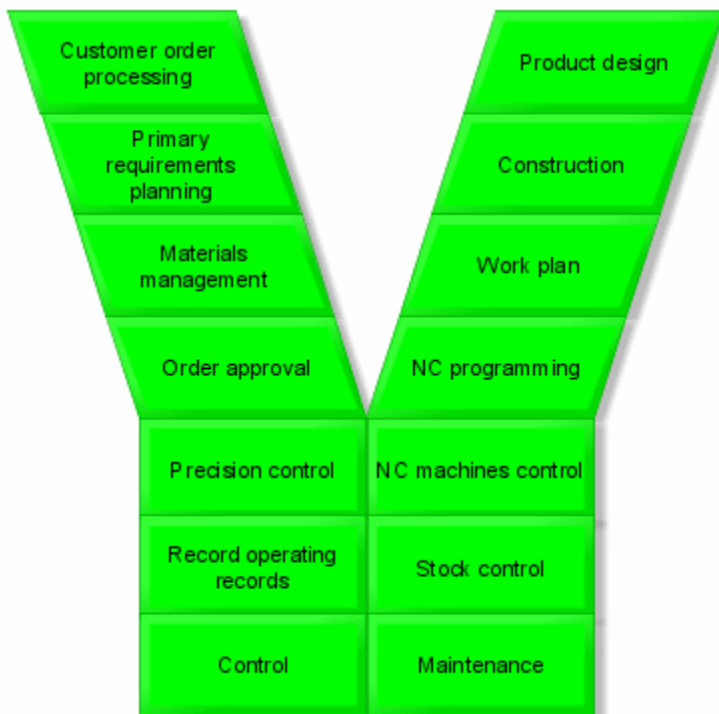 Customer order
processing
Product design
Primary
requirements
planning
Construction
Materials
management
Work plan
Order approval
NC programming
Precision control
NC machines control
Record operating
records
Stock control
Control
Maintenance